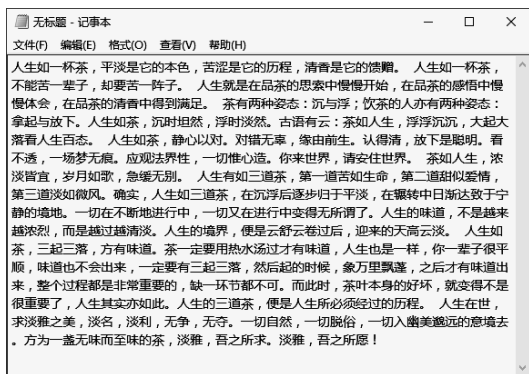 无标题 - 记事本
文件(F) 编辑(E) 格式(O) 查看(V) 帮助(H)
人生如一杯茶，平淡是它的本色，苦涩是它的历程，清香是它的馈赠。 人生如一杯茶，
不能苦一辈子，却要苦一阵子。 人生就是在品茶的思索中慢慢开始，在品茶的感悟中慢
慢体会，在品茶的清香中得到满足。 茶有两种姿态：沉与浮；饮茶的人亦有两种姿态：
拿起与放下。人生如茶，沉时坦然，浮时淡然。古语有云：茶如人生，浮浮沉沉，大起大
落看人生百态。 人生如茶，静心以对。对错无辜，缘由前生。认得清，放下是聪明。看
不透，一场梦无痕。应观法界性，一切惟心造。你来世界，请安住世界。 茶如人生，浓
淡皆宜，岁月如歌，急缓无别。 人生有如三道茶，第一道苦如生命，第二道甜似爱情，
第三道淡如微风。确实，人生如三道茶，在沉浮后逐步归于平淡，在辗转中日渐达致于宁
静的境地。一切在不断地进行中，一切又在进行中变得无所谓了。人生的味道，不是越来
越浓烈，而是越过越清淡。人生的境界，便是云舒云卷过后，迎来的天高云淡。 人生如
茶，三起三落，方有味道。茶一定要用热水汤过才有味道，人生也是一样，你一辈子很平
顺，味道也不会出来，一定要有三起三落，然后起的时候，象万里飘蓬，之后才有味道出
来，整个过程都是非常重要的，缺一环节都不可。而此时，茶叶本身的好坏，就变得不是
很重要了，人生其实亦如此。人生的三道茶，便是人生所必须经过的历程。 人生在世，
求淡雅之美，淡名，淡利，无争，无夺。一切自然，一切脱俗，一切入幽美邈远的意境去
。方为一盏无味而至味的茶，淡雅，吾之所求。淡雅，吾之所愿！